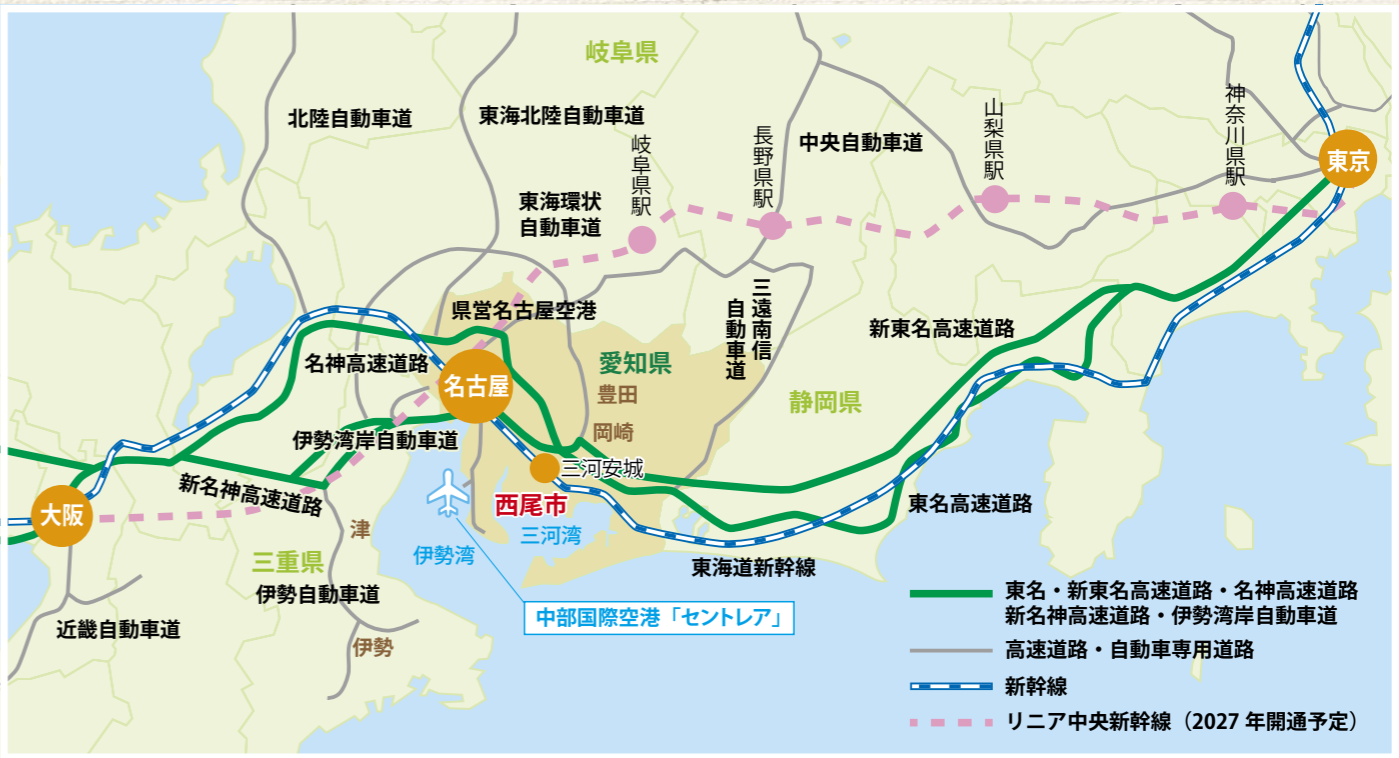 岐阜県
北陸自動車道
東海北陸自動車道
岐阜県駅
長野県駅
中央自動車道
山梨県駅
神奈川県駅
東京
東海環状
自動車道
県営名古屋空港
三遠南信
自動車道
新東名高速道路
名神高速道路
名古屋
愛知県
豊田
静岡県
岡崎
伊勢湾岸自動車道
三河安城
新名神高速道路
西尾市
東名高速道路
大阪
津
伊勢湾
三河湾
三重県
東海道新幹線
伊勢自動車道
中部国際空港「セントレア」
近畿自動車道
伊勢
東名・新東名高速道路・名神高速道路
新名神高速道路・伊勢湾岸自動車道
高速道路・自動車専用道路
新幹線
リニア中央新幹線（2027 年開通予定）